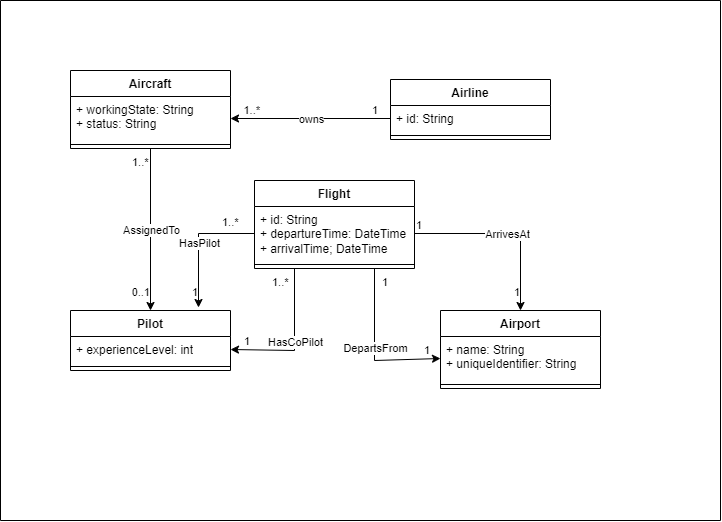 Aircraft
+ workingState: String
+ status: String
Airline
+ id: String
1..*
1
owns
1..*
AssignedTo
0..1
Flight
+ id: String
+ departureTime: DateTime
+ arrivalTime; DateTime
1..*
HasPilot
1
1
ArrivesAt
1
1..*
HasCoPilot
1
1
DepartsFrom
1
Pilot
+ experienceLevel: int
Airport
+ name: String
+ uniqueIdentifier: String